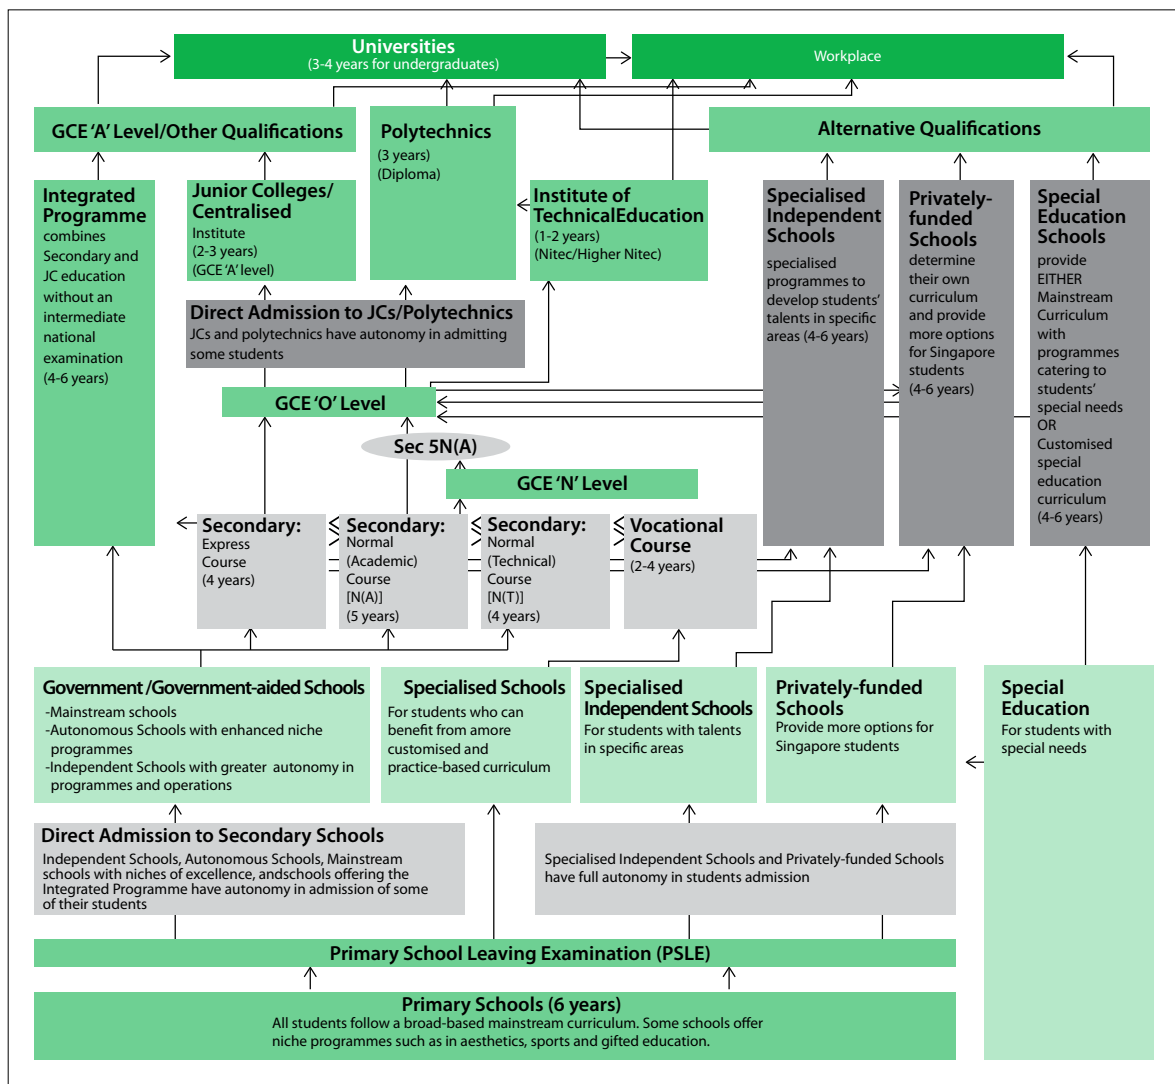 Universities
(3-4 years for undergraduates)
Workplace
GCE 'A' Level/Other Qualifications
Polytechnics
(3 years)
(Diploma)
Alternative Qualifications
Integrated
Programme
combines
Secondary and
JC education
without an
intermediate
national
examination
(4-6 years)
Junior Colleges/
Centralised
Institute
(2-3 years)
(GCE 'A' level)
Institute of
TechnicalEducation
(1-2 years)
(Nitec/Higher Nitec)
Specialised
Independent
Schools
specialised
programmes to
develop students'
talents in specific
areas (4-6 years)
Privately-
funded
Schools
determine
their own
curriculum
and provide
more options
for Singapore
students
(4-6 years)
Special
Education
Schools
provide
EITHER
Mainstream
Curriculum
with
programmes
catering to
students'
special needs
OR
Customised
special
education
curriculum
(4-6 years)
Direct Admission to JCs/Polytechnics
JCs and polytechnics have autonomy in admitting
some students
GCE 'O' Level
Sec 5N(A)
GCE 'N' Level
Secondary:
Express
Course
(4 years)
Secondary:
Normal
(Academic)
Course
[N(A)]
(5 years)
Secondary:
Normal
(Technical)
Course
[N(T)]
(4 years)
Vocational
Course
(2-4 years)
Government /Government-aided Schools
-Mainstream schools
-Autonomous Schools with enhanced niche
programmes
-Independent Schools with greater autonomy in
programmes and operations
Specialised Schools
For students who can
benefit from amore
customised and
practice-based curriculum
Specialised
Independent Schools
For students with talents
in specific areas
Privately-funded
Schools
Provide more options for
Singapore students
Special
Education
For students with
special needs
Direct Admission to Secondary Schools
Independent Schools, Autonomous Schools, Mainstream
schools with niches of excellence, andschools offering the
Integrated Programme have autonomy in admission of some
of their students
Specialised Independent Schools and Privately-funded Schools
have full autonomy in students admission
Primary School Leaving Examination (PSLE)
Primary Schools (6 years)
All students follow a broad-based mainstream curriculum. Some schools offer
niche programmes such as in aesthetics, sports and gifted education.